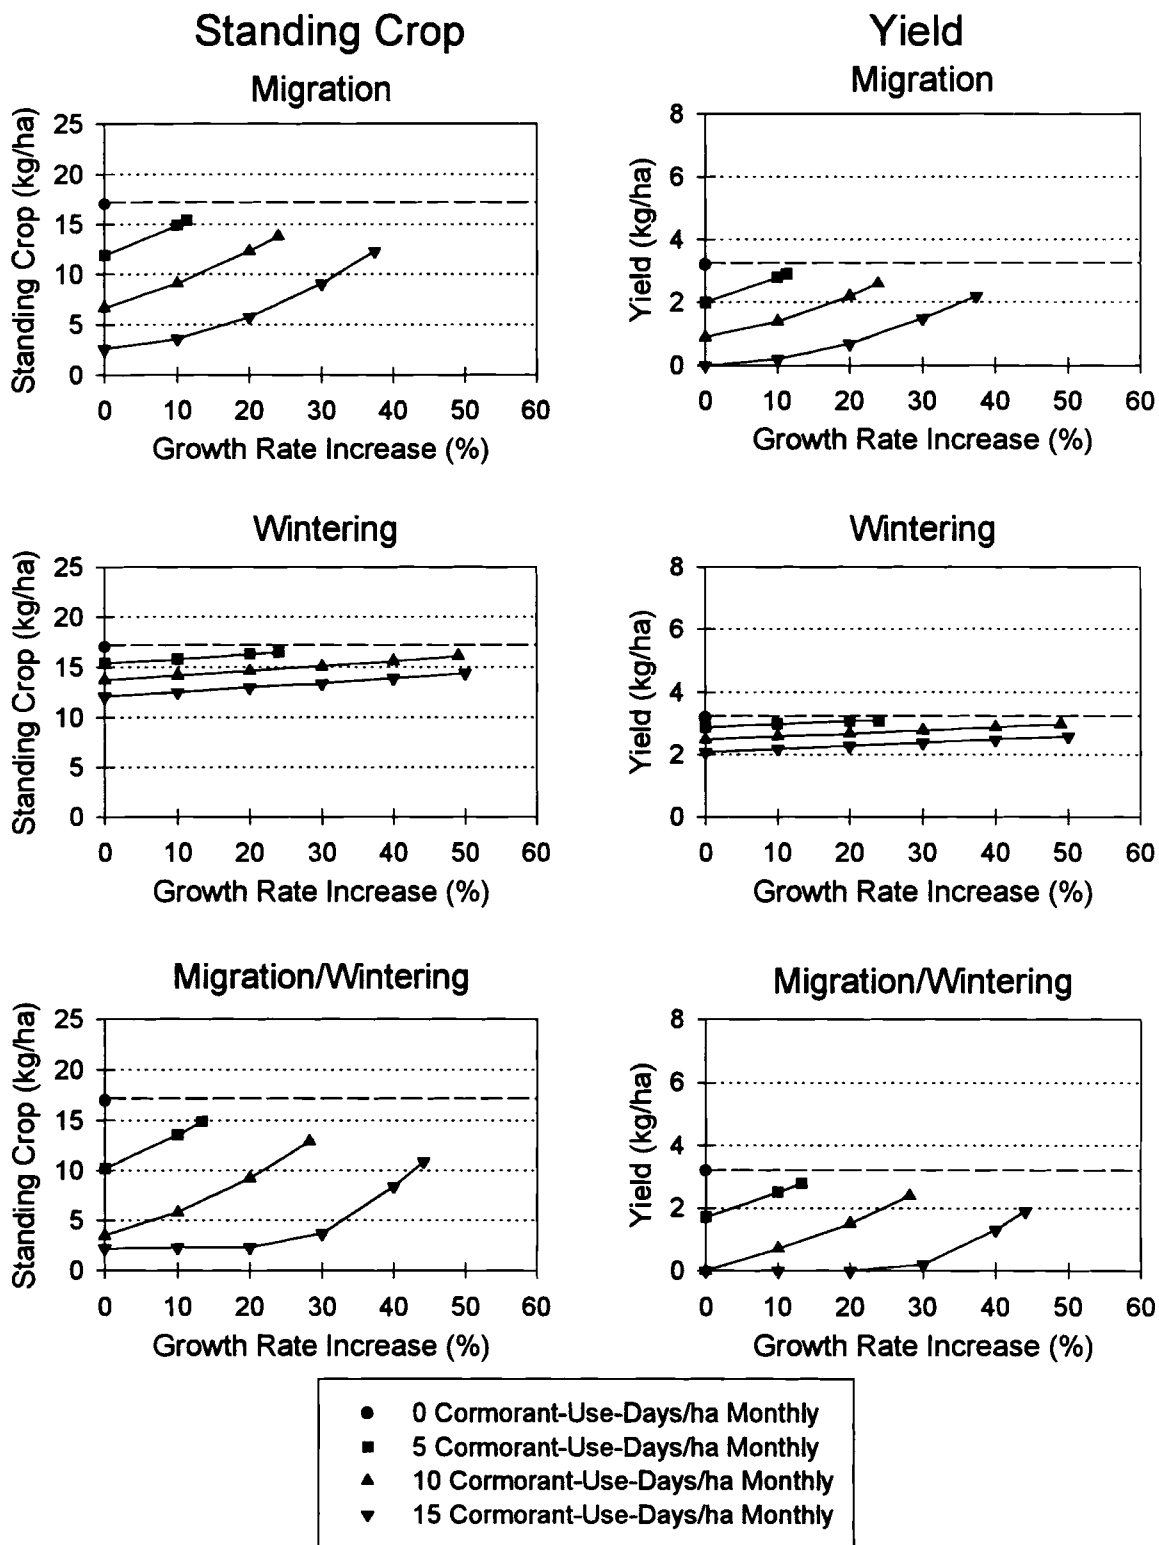 Standing Crop
Yield
Migration
Migration
Standing Crop (kg/ha)
25
20
15
10
5
0
0 10 20 30 40 50 60
Growth Rate Increase (%)
Yield (kg/ha)
8
6
4
2
0
0 10 20 30 40 50 60
Growth Rate Increase (%)
Wintering
Wintering
Standing Crop (kg/ha)
25
20
15
10
5
0
0 10 20 30 40 50 60
Growth Rate Increase (%)
Yield (kg/ha)
8
6
4
2
0
0 10 20 30 40 50 60
Growth Rate Increase (%)
Migration/Wintering
Migration/Wintering
Standing Crop (kg/ha)
25
20
15
10
5
0
0 10 20 30 40 50 60
Growth Rate Increase (%)
Yield (kg/ha)
8
6
4
2
0
0 10 20 30 40 50 60
Growth Rate Increase (%)
0 Cormorant-Use-Days/ha Monthly
5 Cormorant-Use-Days/ha Monthly
10 Cormorant-Use-Days/ha Monthly
15 Cormorant-Use-Days/ha Monthly